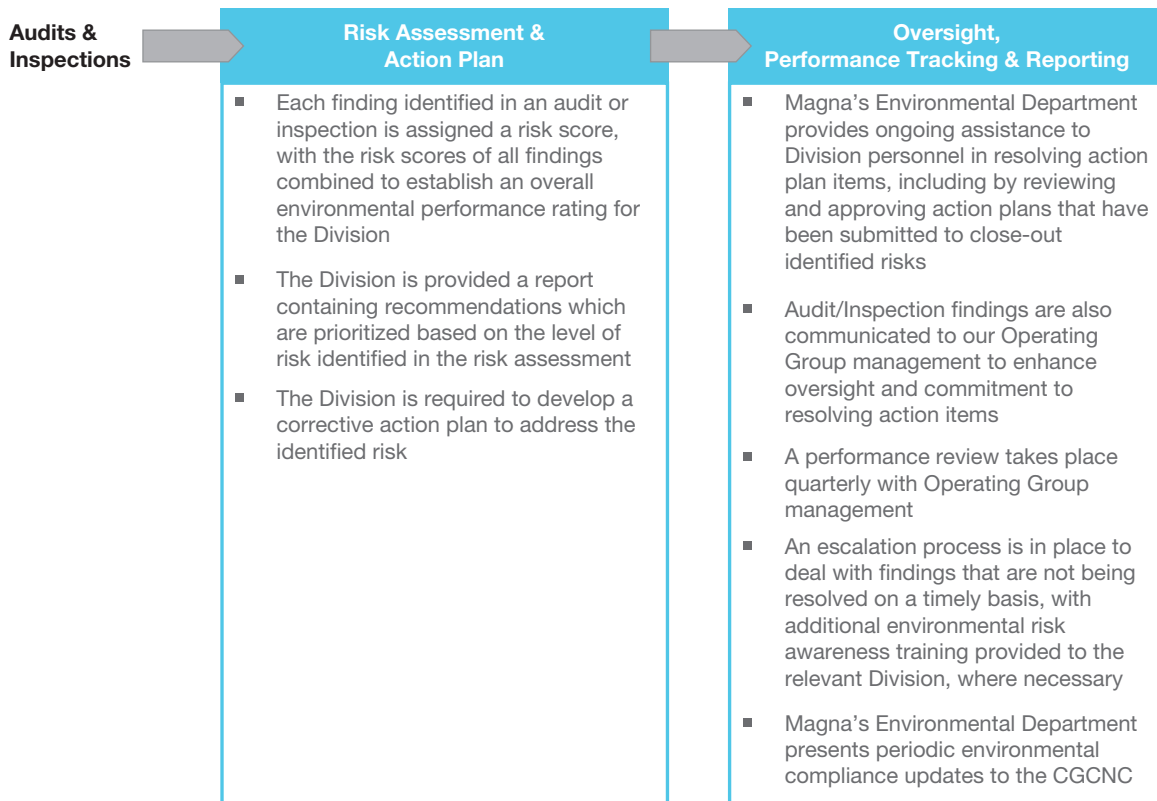 Audits &
Inspections
Risk Assessment &
Action Plan
■ Each finding identified in an audit or
inspection is assigned a risk score,
with the risk scores of all findings
combined to establish an overall
environmental performance rating for
the Division
■ The Division is provided a report
containing recommendations which
are prioritized based on the level of
risk identified in the risk assessment
■ The Division is required to develop a
corrective action plan to address the
identified risk
Oversight,
Performance Tracking & Reporting
■ Magna’s Environmental Department
provides ongoing assistance to
Division personnel in resolving action
plan items, including by reviewing
and approving action plans that have
been submitted to close-out
identified risks
■ Audit/Inspection findings are also
communicated to our Operating
Group management to enhance
oversight and commitment to
resolving action items
■ A performance review takes place
quarterly with Operating Group
management
■ An escalation process is in place to
deal with findings that are not being
resolved on a timely basis, with
additional environmental risk
awareness training provided to the
relevant Division, where necessary
■ Magna’s Environmental Department
presents periodic environmental
compliance updates to the CGCNC